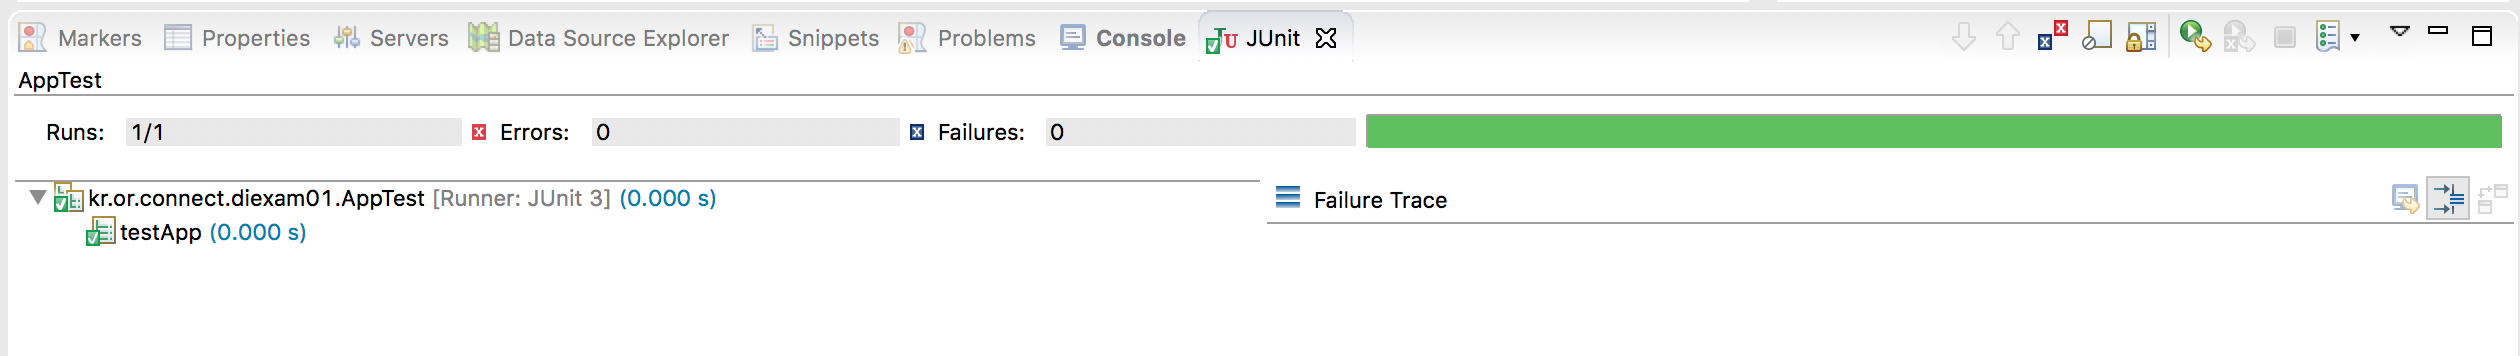 Markers Properties Servers Data Source Explorer Snippets Problems Console JUnit
AppTest
Runs: 1/1 Errors: 0 Failures: 0
kr.or.connect.diexam01.AppTest [Runner: JUnit 3] (0.000 s)
Failure Trace
testApp (0.000 s)